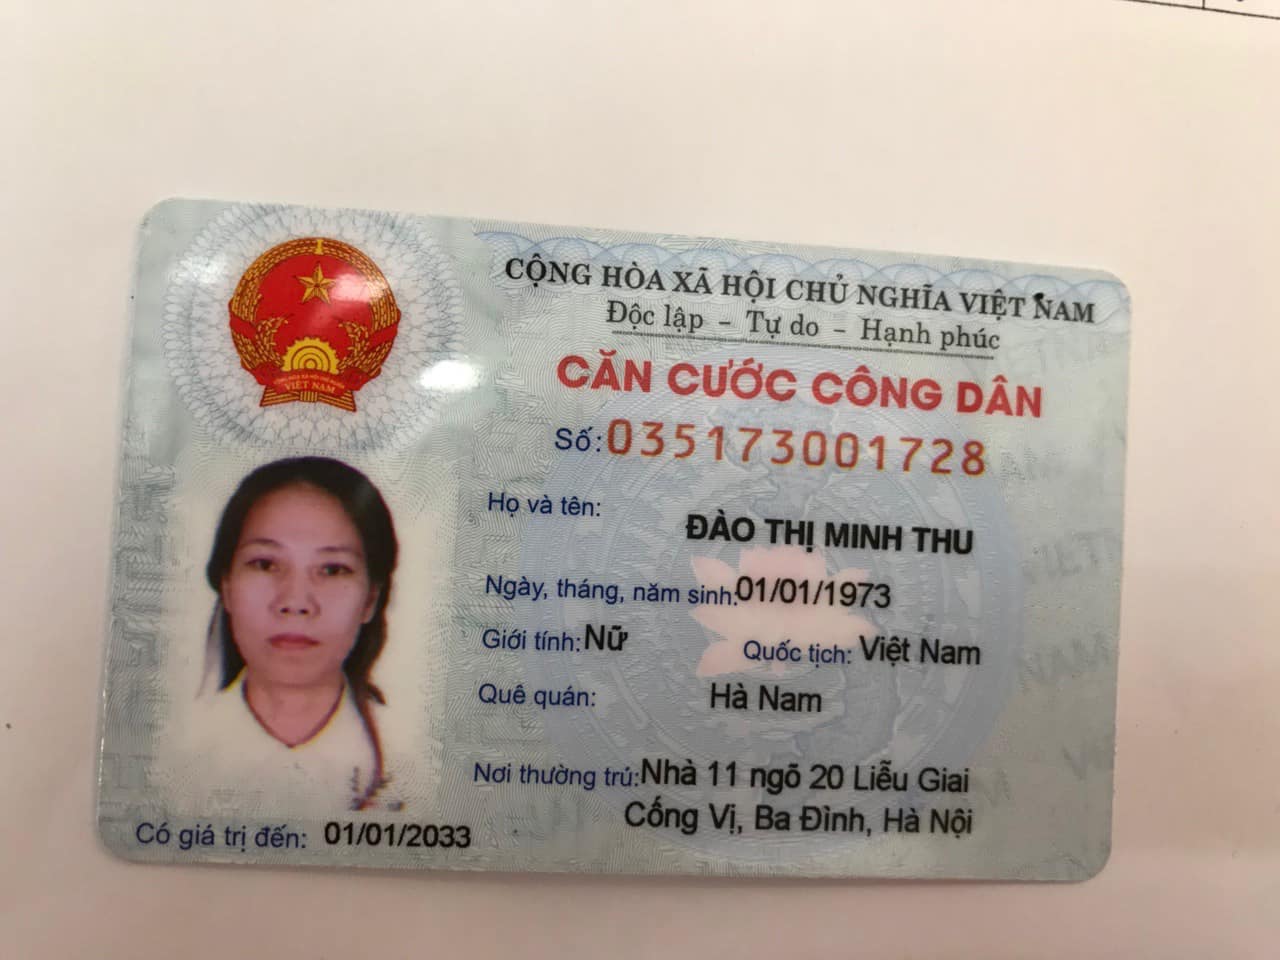 CỘNG HÒA XÃ HỘI CHỦ NGHĨA VIỆT NAM
Độc lập - Tự do - Hạnh phúc
CĂN CƯỚC CÔNG DÂN
Số: 035173001728
Họ và tên:
ĐÀO THỊ MINH THU
Ngày, tháng, năm sinh: 01/01/1973
Giới tính: Nữ Quốc tịch: Việt Nam
Quê quán: Hà Nam
Nơi thường trú: Nhà 11 ngõ 20 Liễu Giai
Cống Vị, Ba Đình, Hà Nội
Có giá trị đến: 01/01/2033
VIỆT NAM